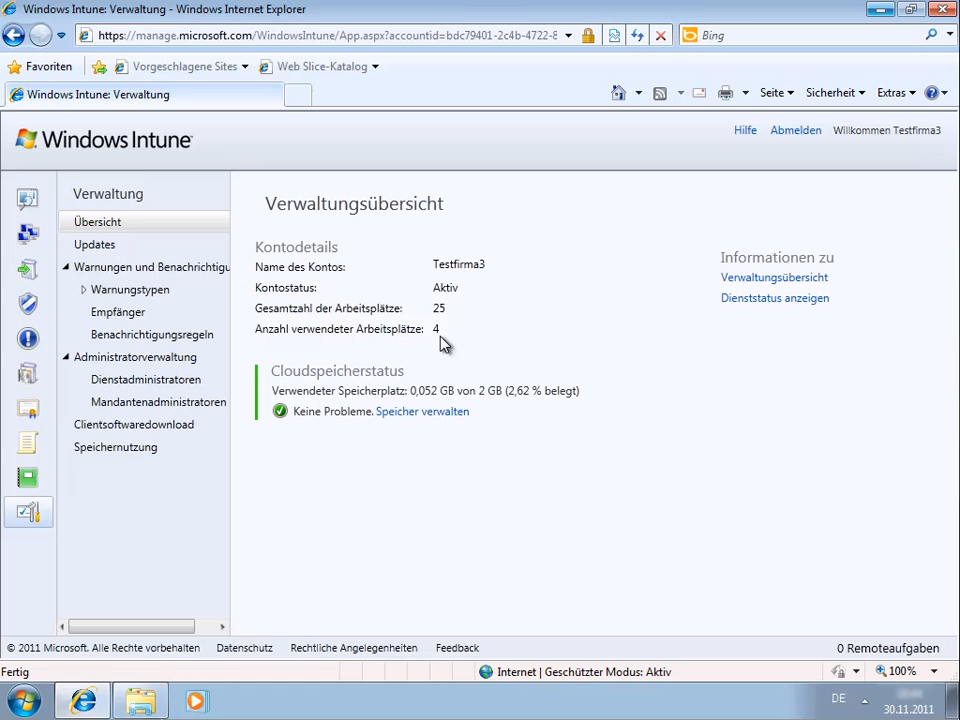 Windows Intune: Verwaltung - Windows Internet Explorer
https://manage.microsoft.com/WindowsIntune/App.aspx?accountid=bdc79401-2c4b-4722-8
Bing
Favoriten
Vorgeschlagene Sites
Web Slice-Katalog
Windows Intune: Verwaltung
Seite
Sicherheit
Extras
Windows Intune
Hilfe
Abmelden
Willkommen Testfirma3
Verwaltung
Übersicht
Updates
Warnungen und Benachrichtigu
Warnungstypen
Empfänger
Benachrichtigungsregeln
Administratorverwaltung
Dienstadministratoren
Mandantenadministratoren
Clientsoftwaredownload
Speichernutzung
Verwaltungsübersicht
Kontodetails
Name des Kontos: Testfirma3
Kontostatus: Aktiv
Gesamtzahl der Arbeitsplätze: 25
Anzahl verwendeter Arbeitsplätze: 4
Cloudspeicherstatus
Verwendeter Speicherplatz: 0,052 GB von 2 GB (2,62 % belegt)
Keine Probleme. Speicher verwalten
Informationen zu
Verwaltungsübersicht
Dienststatus anzeigen
© 2011 Microsoft. Alle Rechte vorbehalten
Datenschutz
Rechtliche Angelegenheiten
Feedback
0 Remoteaufgaben
Fertig
Internet | Geschützter Modus: Aktiv
100%
DE
30.11.2011